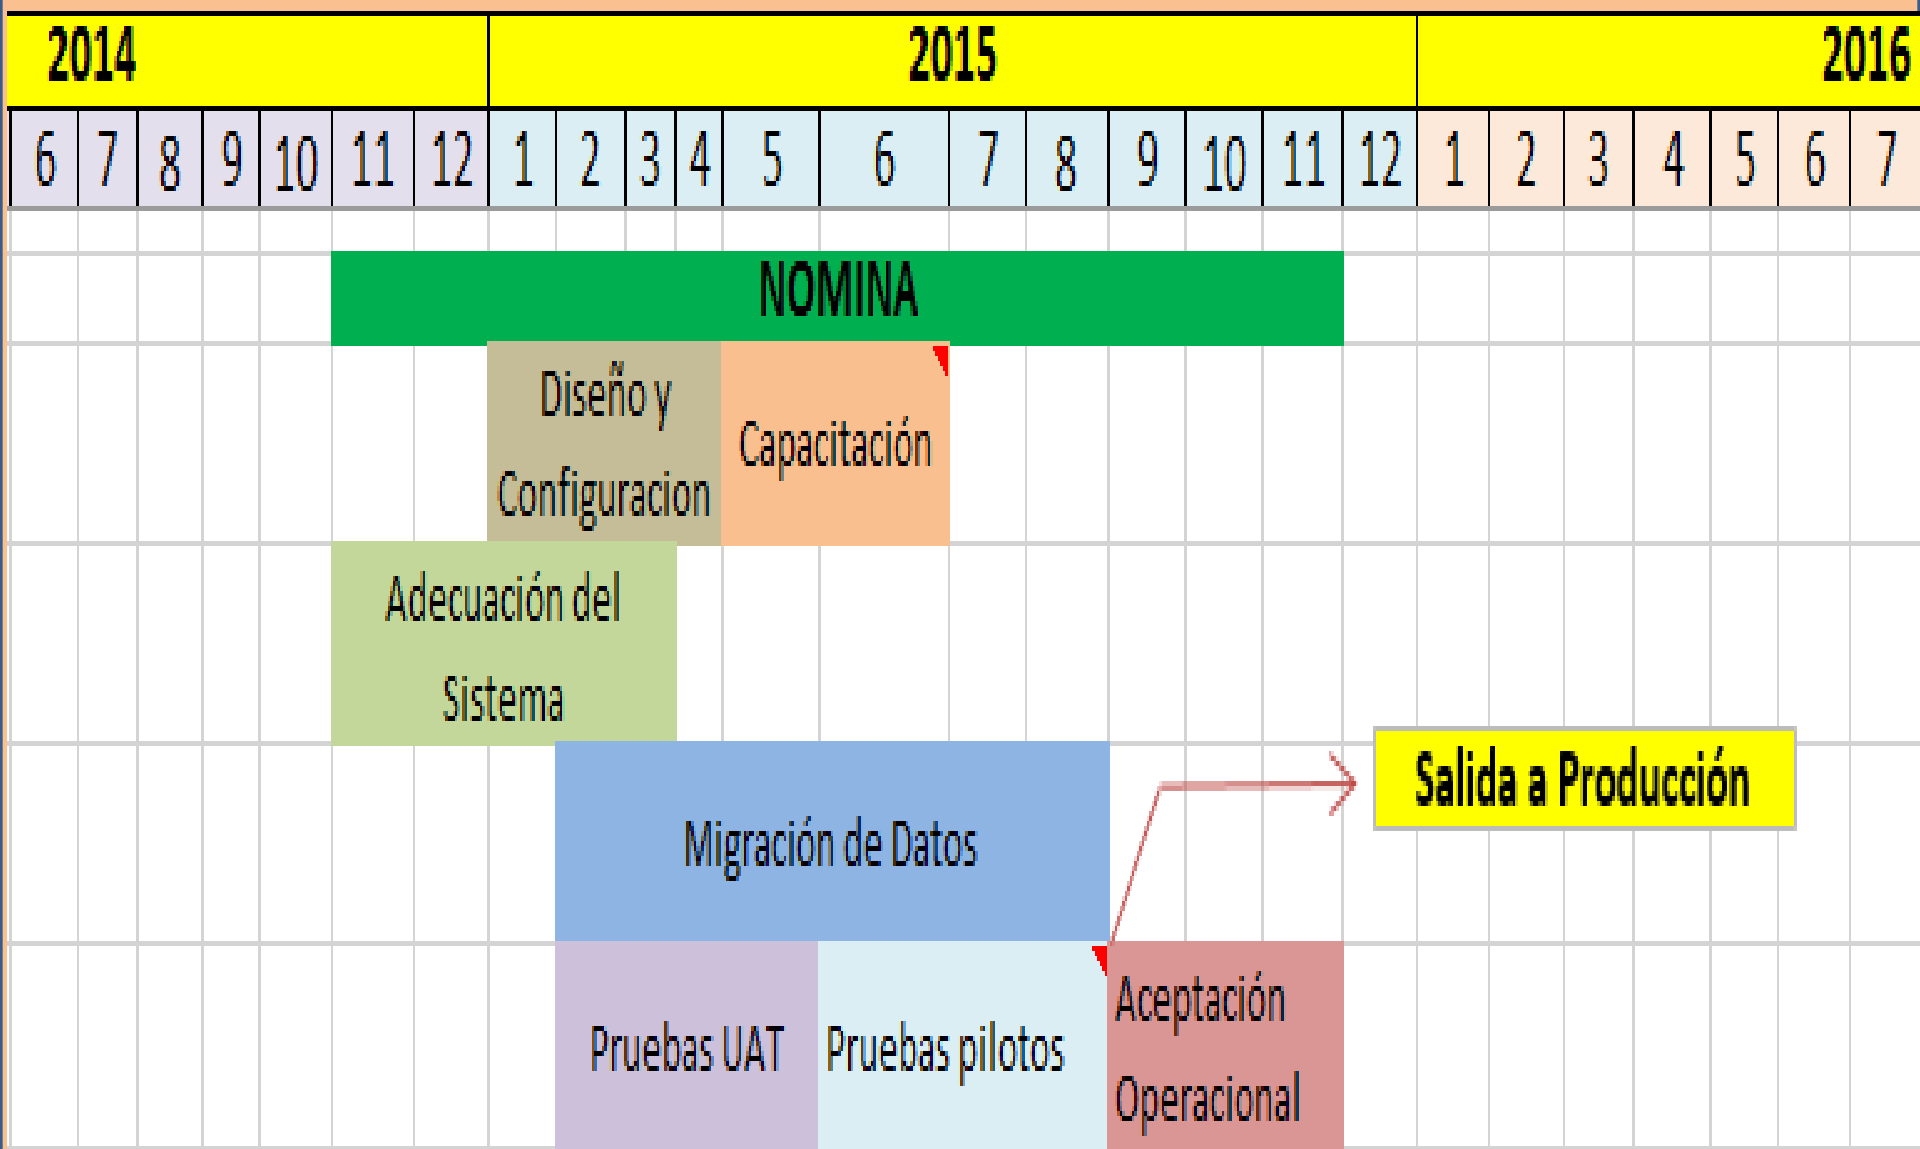 2014 2015 2016
6 7 8 9 10 11 12 1 2 3 4 5 6 7 8 9 10 11 12 1 2 3 4 5 6 7
NOMINA
Diseño y
Configuracion
Capacitación
Adecuación del
Sistema
Salida a Producción
Migración de Datos
Pruebas UAT
Pruebas pilotos
Aceptación
Operacional